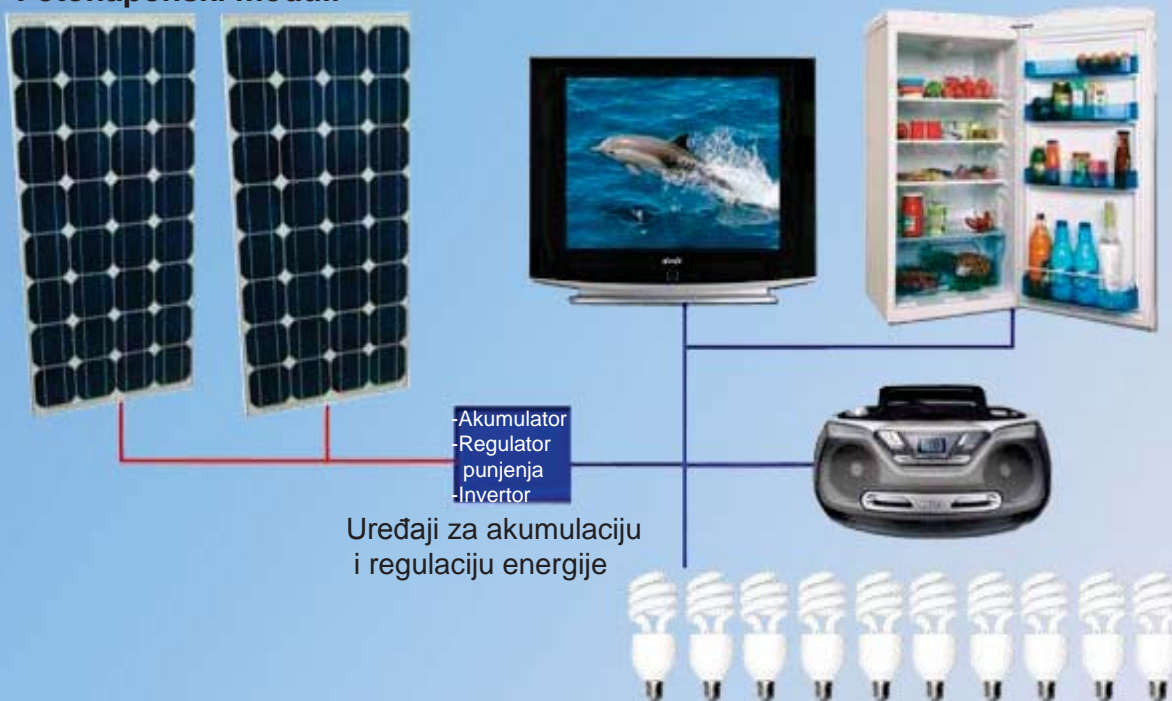 -Akumulator
-Regulator
punjenja
-Invertor
Uređaji za akumulaciju
i regulaciju energije